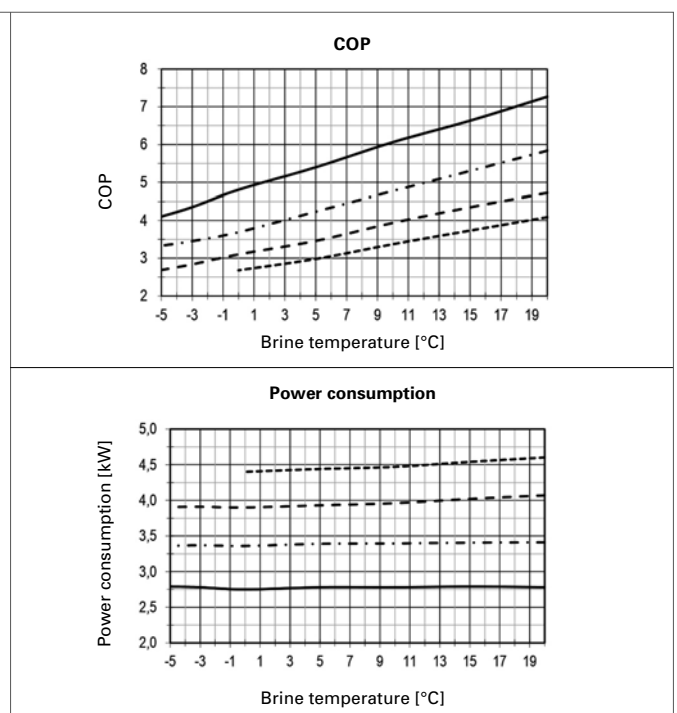 COP
8
7
6
5
4
3
2
COP
-5 -3 -1 1 3 5 7 9 11 13 15 17 19
Brine temperature [°C]
Power consumption
5,0
4,5
4,0
3,5
3,0
2,5
2,0
Power consumption [kW]
-5 -3 -1 1 3 5 7 9 11 13 15 17 19
Brine temperature [°C]